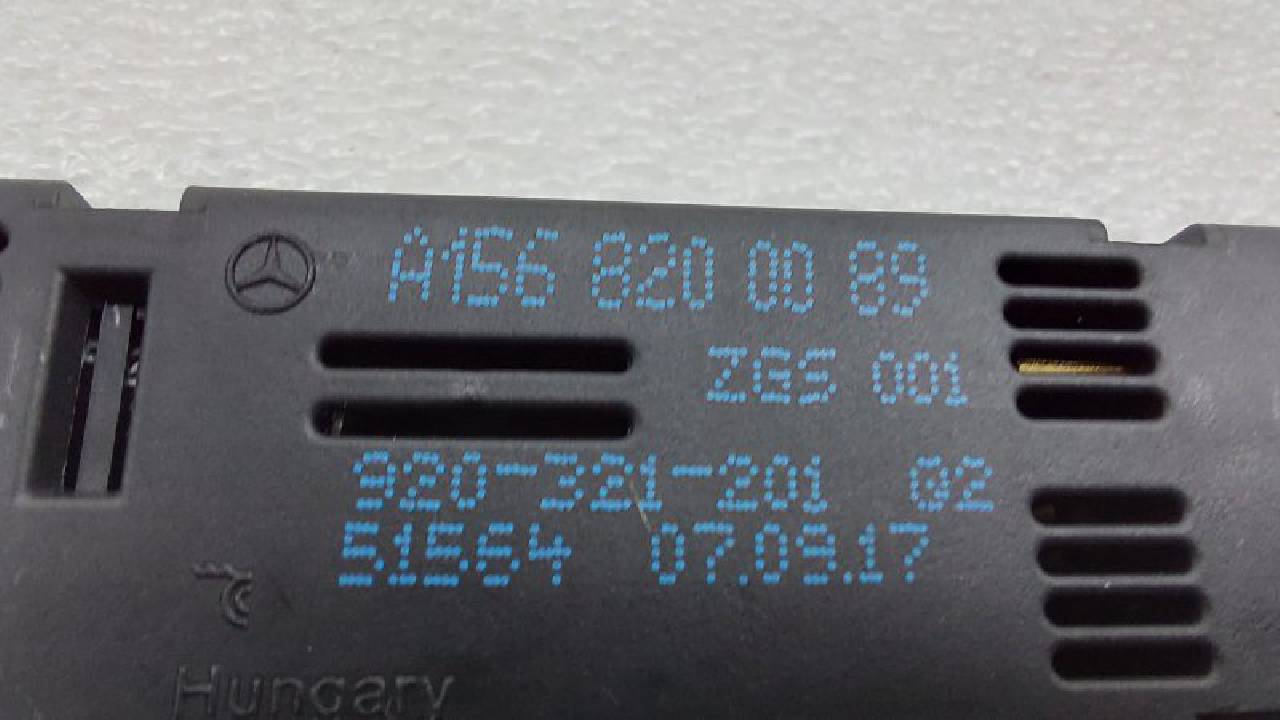 A156 820 00 89
ZGS 001
920-321-201 02
51564 07.09.17
Hungary